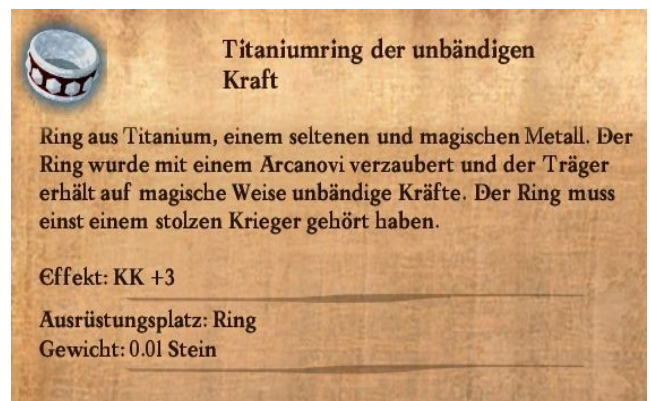 Titaniumring der unbändigen
Kraft
Ring aus Titanium, einem seltenen und magischen Metall. Der
Ring wurde mit einem Arcanovi verzaubert und der Träger
erhält auf magische Weise unbändige Kräfte. Der Ring muss
einst einem stolzen Krieger gehört haben.
Effekt: KK +3
Ausrüstungsplatz: Ring
Gewicht: 0.01 Stein